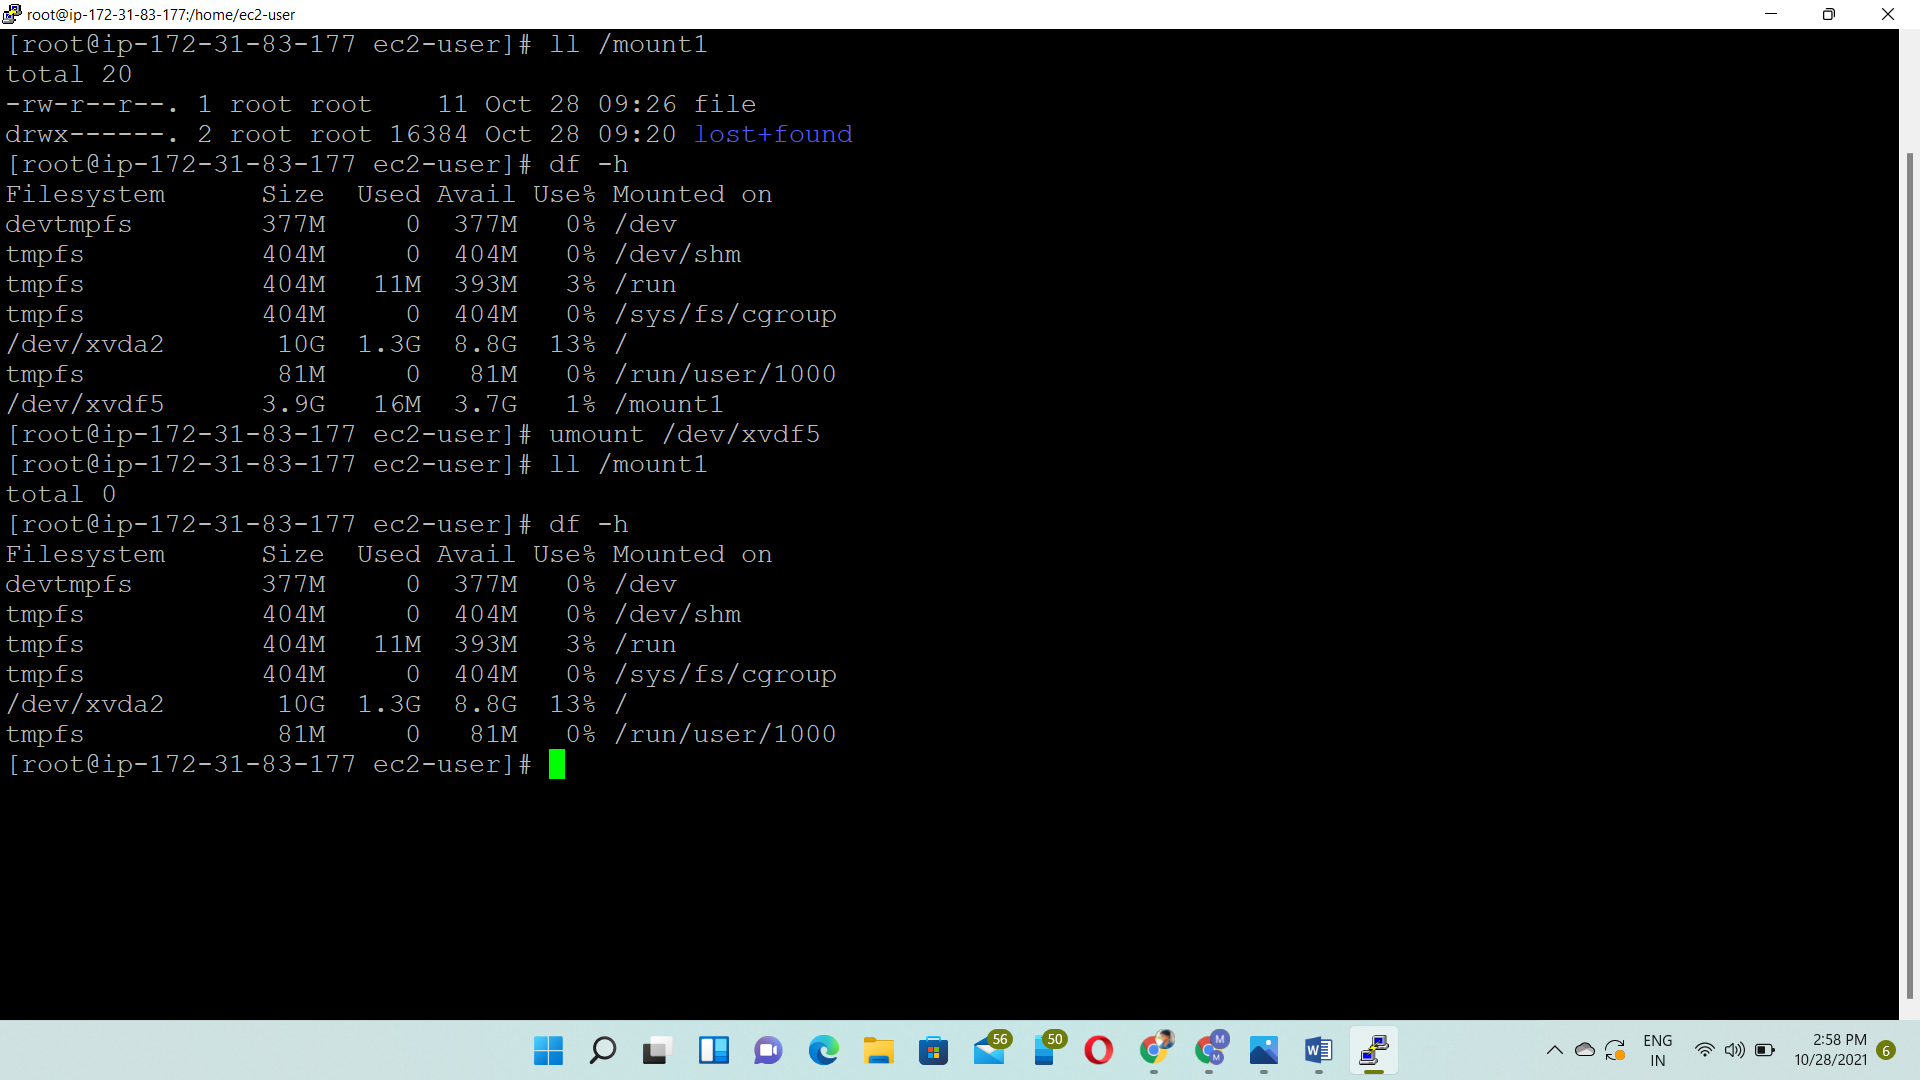 root@ip-172-31-83-177:/home/ec2-user
[root@ip-172-31-83-177 ec2-user]# ll /mount1
total 20
-rw-r--r--. 1 root root    11 Oct 28 09:26 file
drwx------. 2 root root 16384 Oct 28 09:20 lost+found
[root@ip-172-31-83-177 ec2-user]# df -h
Filesystem      Size  Used Avail Use% Mounted on
devtmpfs        377M     0  377M   0% /dev
tmpfs           404M     0  404M   0% /dev/shm
tmpfs           404M   11M  393M   3% /run
tmpfs           404M     0  404M   0% /sys/fs/cgroup
/dev/xvda2       10G  1.3G  8.8G  13% /
tmpfs            81M     0   81M   0% /run/user/1000
/dev/xvdf5      3.9G   16M  3.7G   1% /mount1
[root@ip-172-31-83-177 ec2-user]# umount /dev/xvdf5
[root@ip-172-31-83-177 ec2-user]# ll /mount1
total 0
[root@ip-172-31-83-177 ec2-user]# df -h
Filesystem      Size  Used Avail Use% Mounted on
devtmpfs        377M     0  377M   0% /dev
tmpfs           404M     0  404M   0% /dev/shm
tmpfs           404M   11M  393M   3% /run
tmpfs           404M     0  404M   0% /sys/fs/cgroup
/dev/xvda2       10G  1.3G  8.8G  13% /
tmpfs            81M     0   81M   0% /run/user/1000
[root@ip-172-31-83-177 ec2-user]#
56
50
M
M
W
ENG
IN
2:58 PM
10/28/2021
6